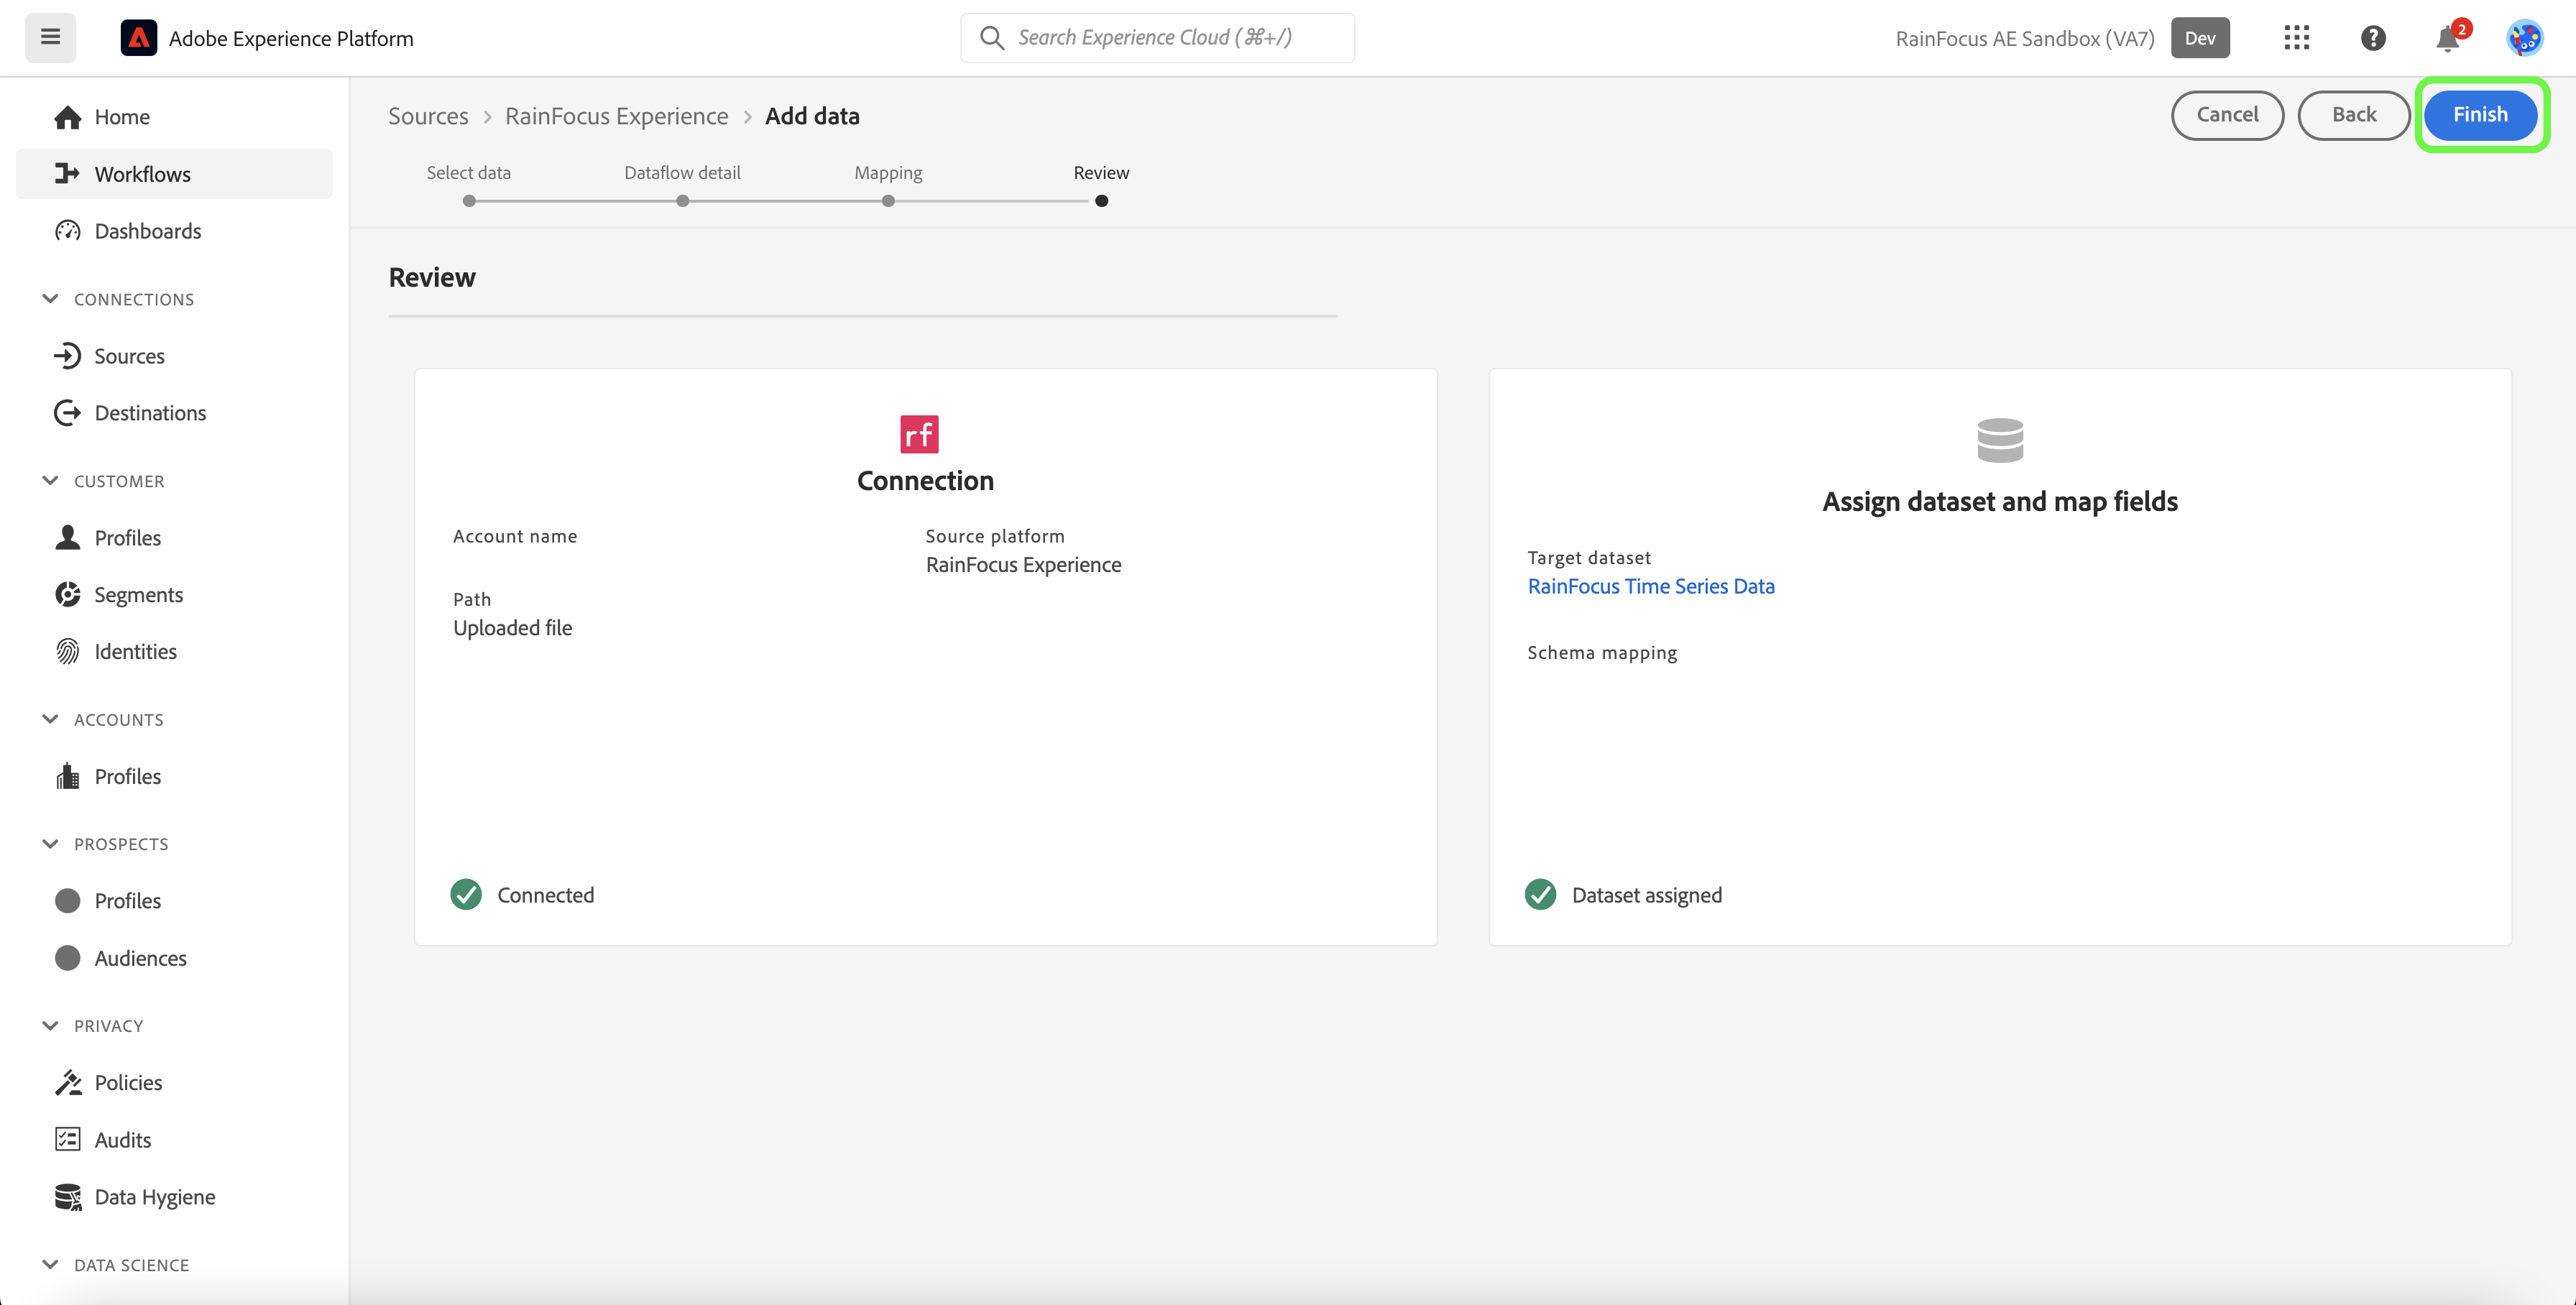 Adobe Experience Platform
Search Experience Cloud (⌘+/)
RainFocus AE Sandbox (VA7)
Dev
2
Home
Workflows
Dashboards
CONNECTIONS
Sources
Destinations
CUSTOMER
Profiles
Segments
Identities
ACCOUNTS
Profiles
PROSPECTS
Profiles
Audiences
PRIVACY
Policies
Audits
Data Hygiene
DATA SCIENCE
Sources > RainFocus Experience > Add data
Cancel
Back
Finish
Select data
Dataflow detail
Mapping
Review
Review
rf
Connection
Account name
Source platform
RainFocus Experience
Path
Uploaded file
Connected
Assign dataset and map fields
Target dataset
RainFocus Time Series Data
Schema mapping
Dataset assigned